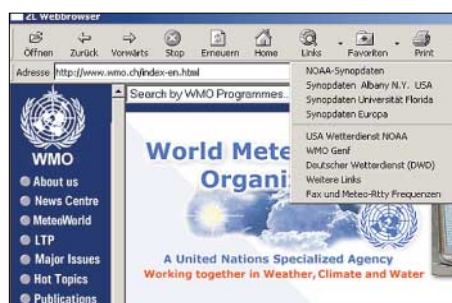 2L Webbrowser
Öffnen Zurück Vorwärts Stop Erneuern Home Links Favoriten Print
Adresse http://www.wmo.ch/index-en.html
Search by WMO Programmes..
NOAA-Synopdaten
Synopdaten Albany N.Y. USA
Synopdaten Universität Florida
Synopdaten Europa
USA Wetterdienst NOAA
WMO Genf
Deutscher Wetterdienst (DWD)
Weitere Links
Fax und Meteo-Rtty Frequenzen
WMO
About us
News Centre
MeteoWorld
LTP
Major Issues
Hot Topics
Publications
World Mete
Organi
A United Nations Specialized Agency
Working together in Weather, Climate and Water